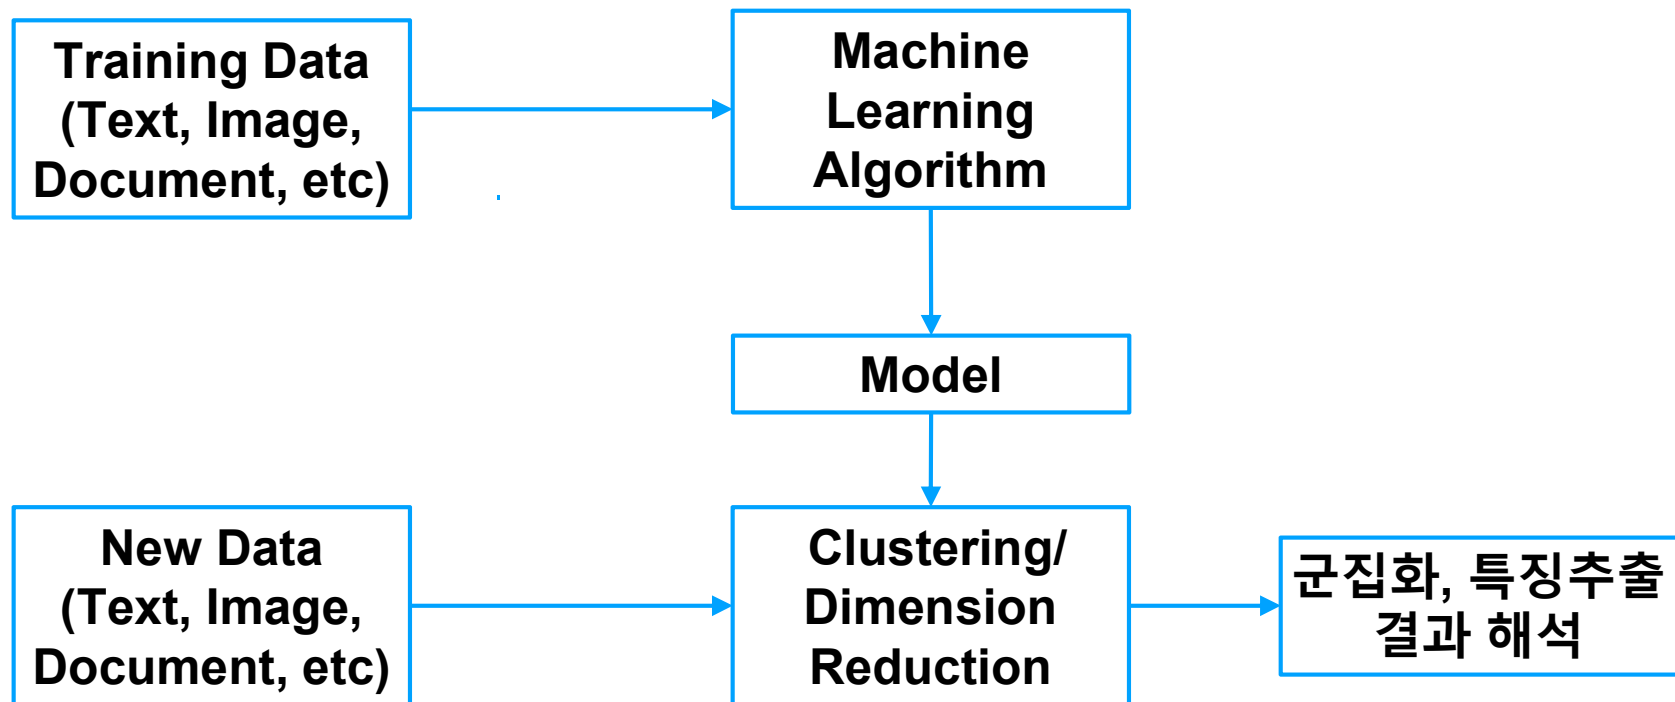 Training Data
(Text, Image,
Document, etc)
Machine
Learning
Algorithm
Model
New Data
(Text, Image,
Document, etc)
Clustering/
Dimension
Reduction
군집화, 특징추출
결과 해석